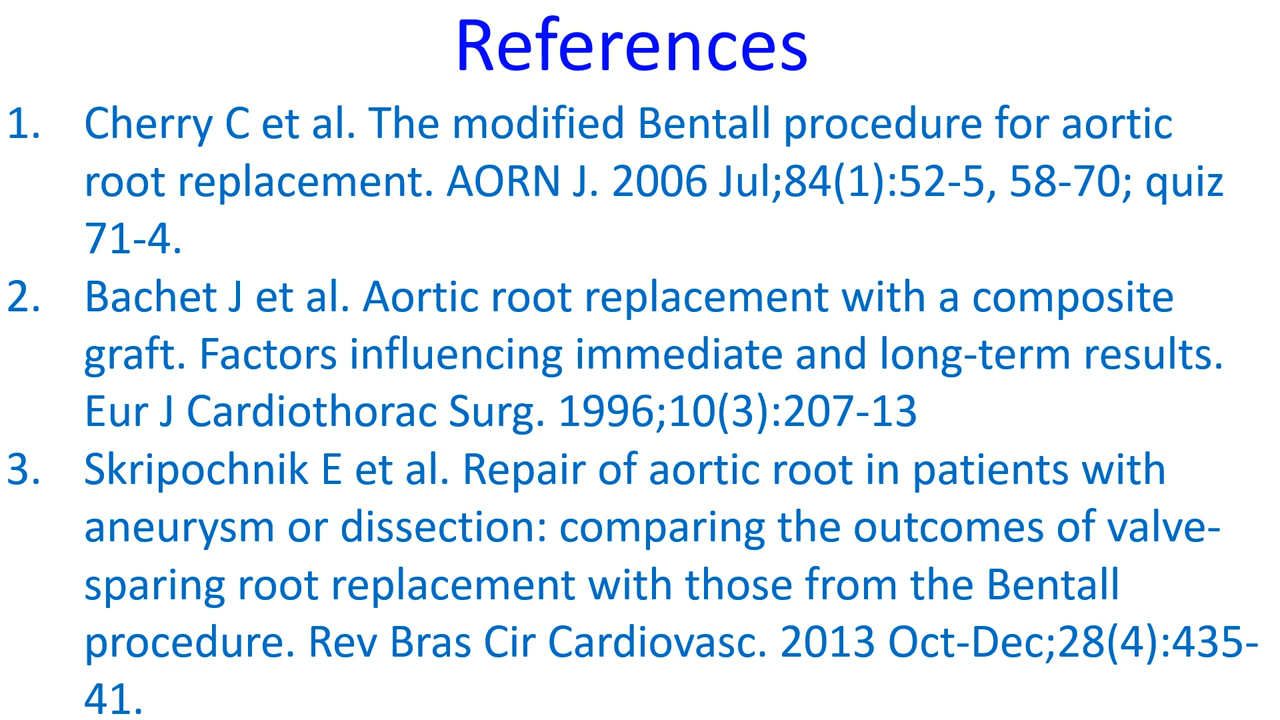 References
1. Cherry C et al. The modified Bentall procedure for aortic
root replacement. AORN J. 2006 Jul;84(1):52-5, 58-70; quiz
71-4.
2. Bachet J et al. Aortic root replacement with a composite
graft. Factors influencing immediate and long-term results.
Eur J Cardiothorac Surg. 1996;10(3):207-13
3. Skripochnik E et al. Repair of aortic root in patients with
aneurysm or dissection: comparing the outcomes of valve-
sparing root replacement with those from the Bentall
procedure. Rev Bras Cir Cardiovasc. 2013 Oct-Dec;28(4):435-
41.